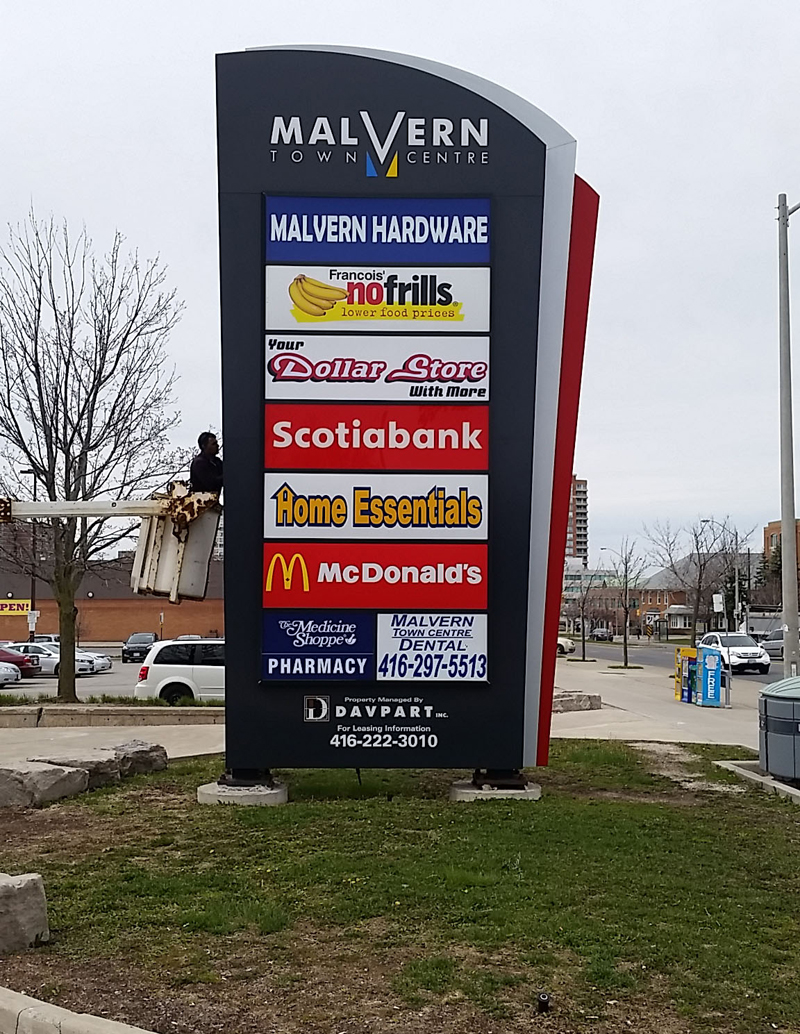 MALVERN
TOWN CENTRE
MALVERN HARDWARE
Francois'
nofrills
lower food prices
Your
Dollar Store
With More
Scotiabank
Home Essentials
McDonald's
The Medicine
Shoppe
PHARMACY
MALVERN
TOWN CENTRE
DENTAL
416-297-5513
Property Managed By
D DAVPART INC.
For Leasing Information
416-222-3010
PEN!
FREE